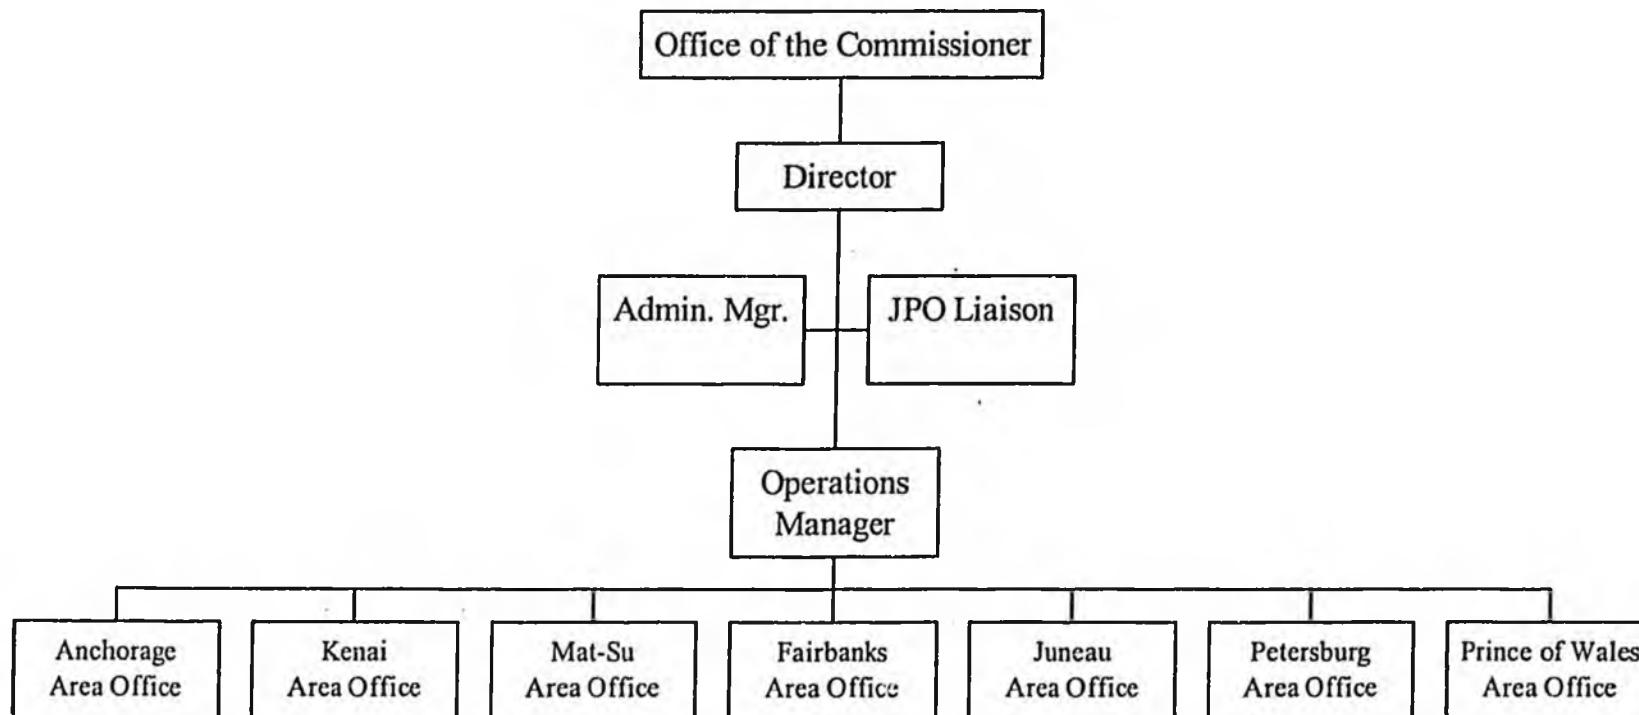 Office of the Commissioner
Director
Admin. Mgr.
JPO Liaison
Operations
Manager
Anchorage
Area Office
Kenai
Area Office
Mat-Su
Area Office
Fairbanks
Area Office
Juneau
Area Office
Petersburg
Area Office
Prince of Wales
Area Office